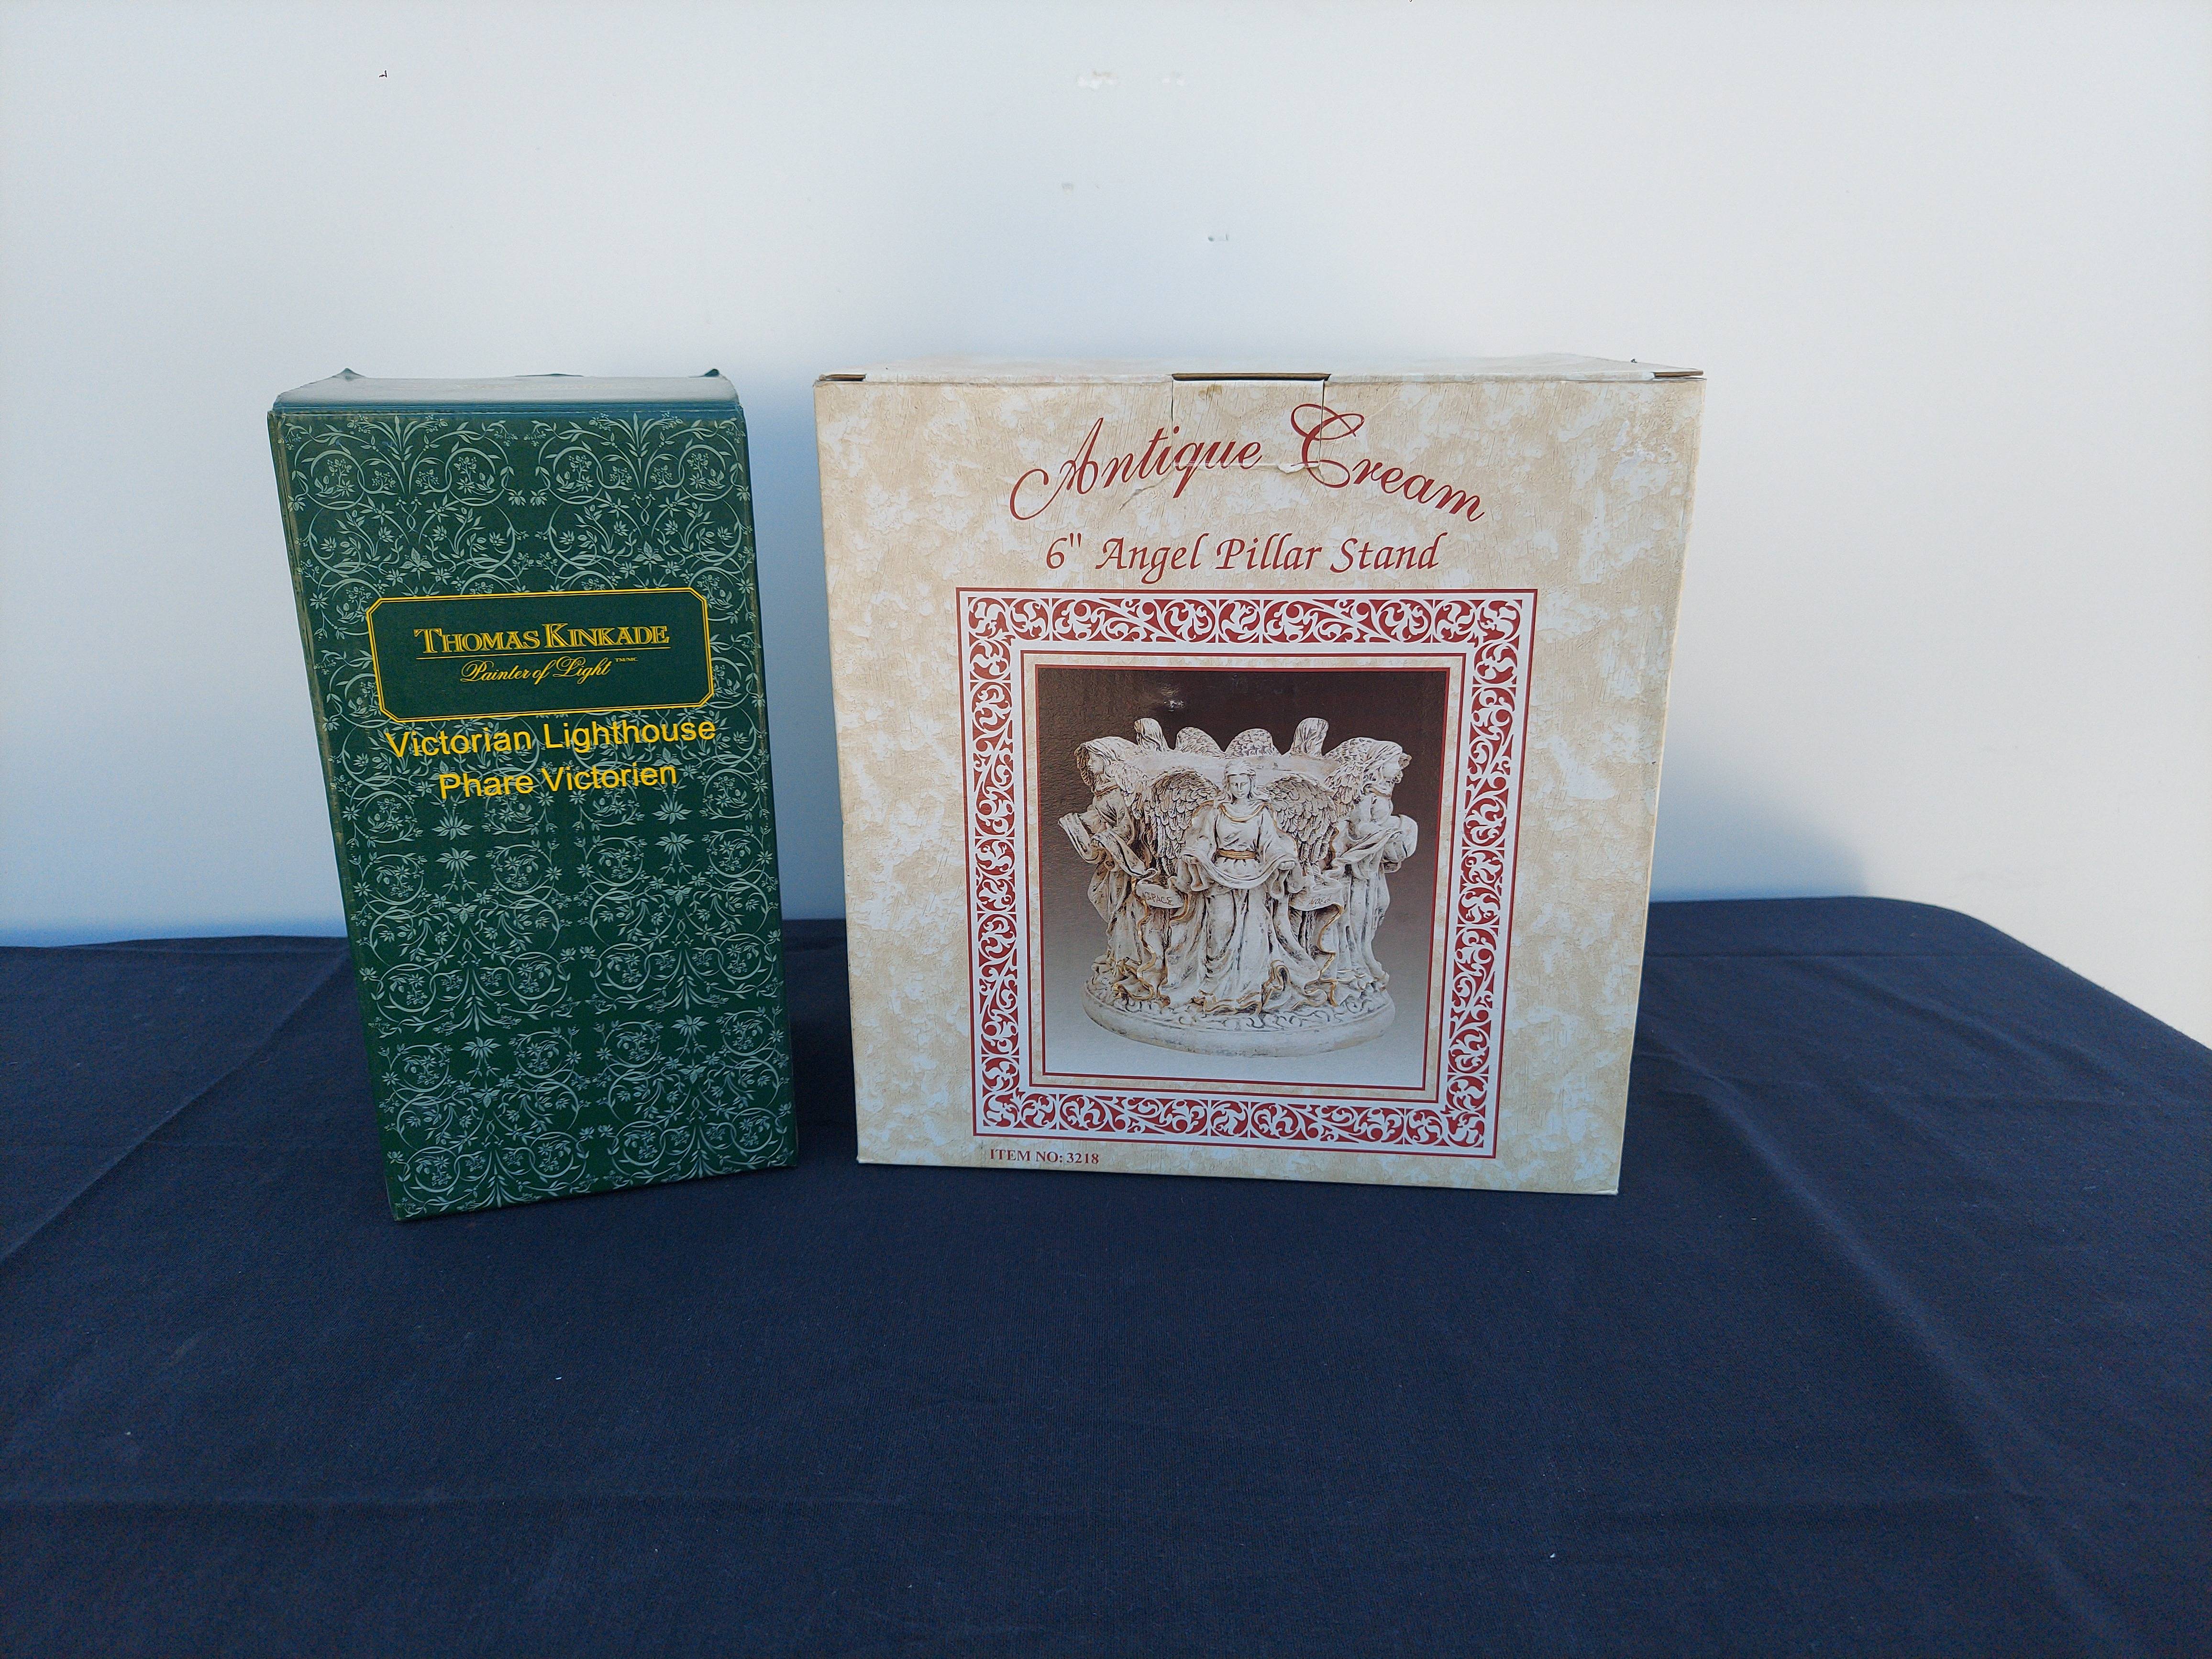 THOMAS KINKADE
Painter of Light
Victorian Lighthouse
Phare Victorien
Antique Cream
6" Angel Pillar Stand
ITEM NO: 3218